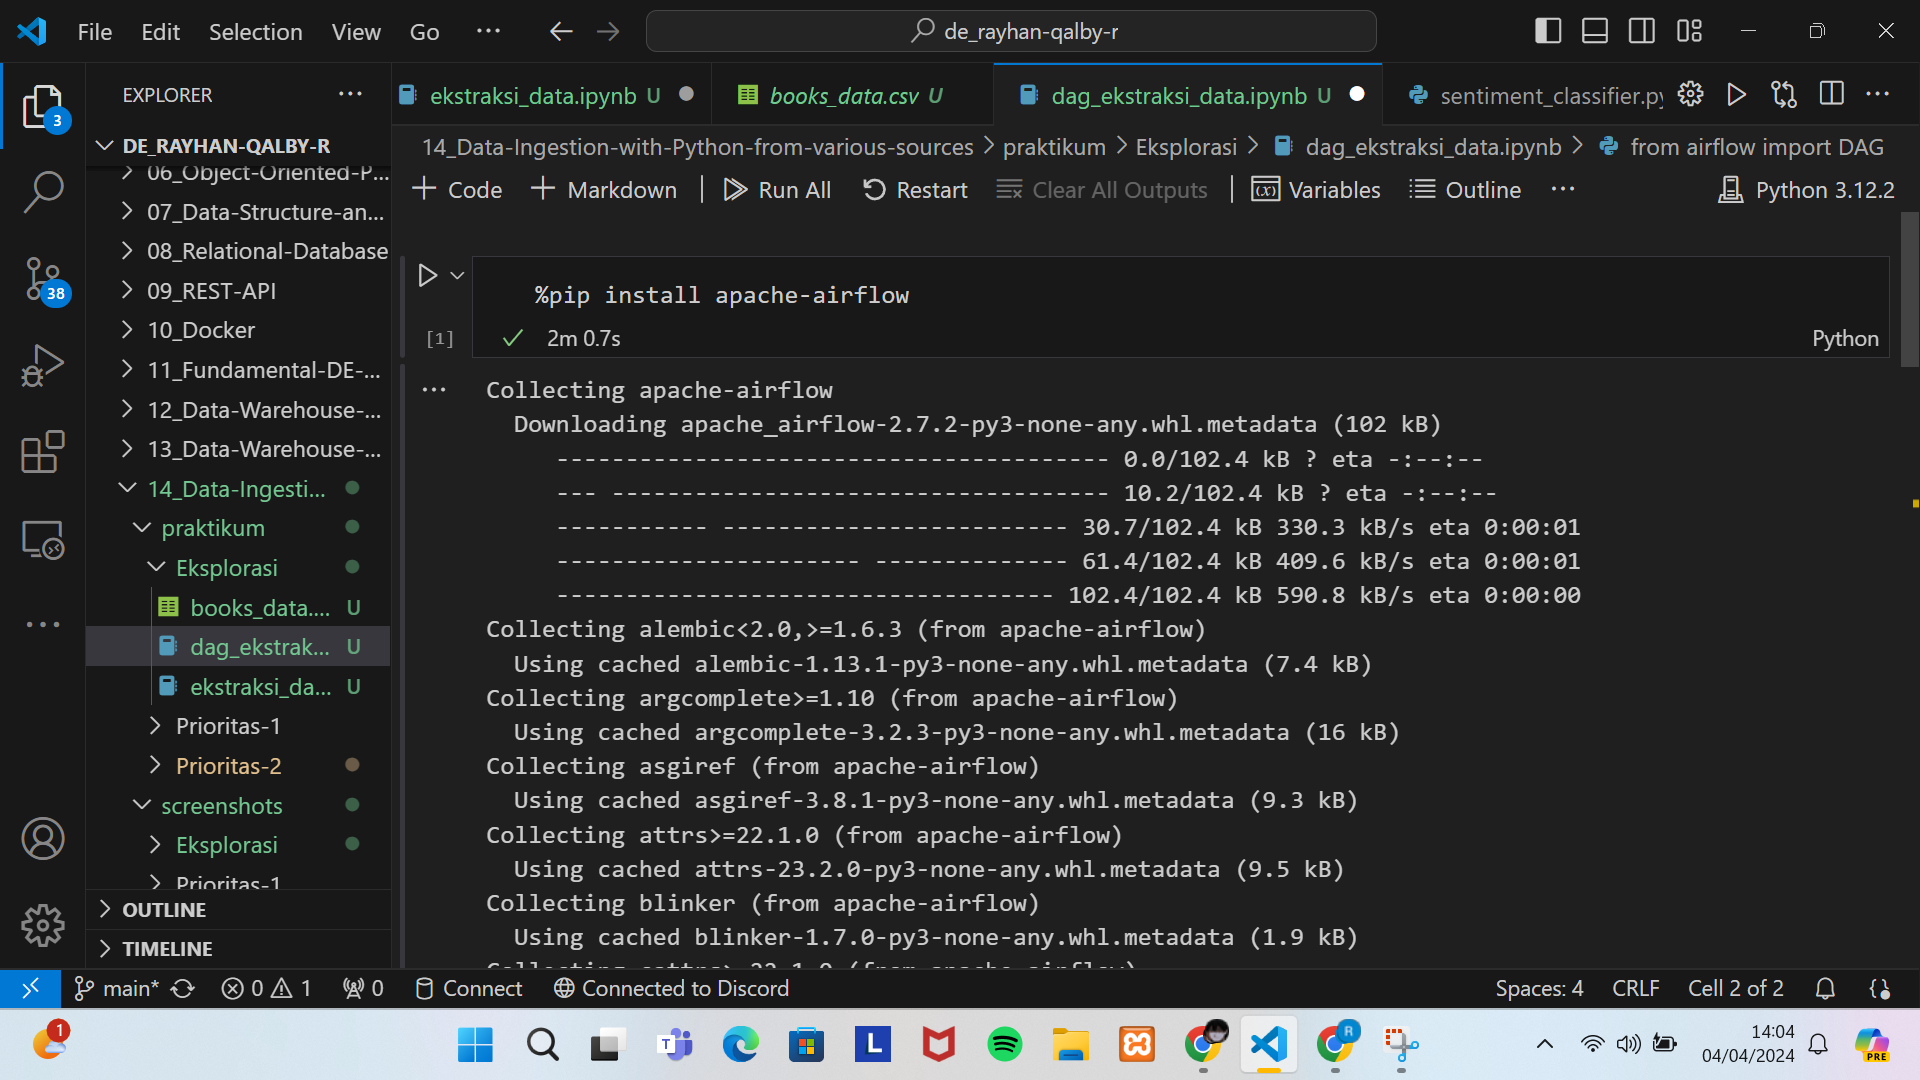 File Edit Selection View Go ··· de_rayhan-qalby-r
EXPLORER ···
ekstraksi_data.ipynb U
books_data.csv U
dag_ekstraksi_data.ipynb U
sentiment_classifier.py
3
DE_RAYHAN-QALBY-R
14_Data-Ingestion-with-Python-from-various-sources > praktikum > Eksplorasi > dag_ekstraksi_data.ipynb > from airflow import DAG
+ Code + Markdown | Run All Restart Clear All Outputs | Variables Outline ··· Python 3.12.2
06_Object-Oriented-P...
07_Data-Structure-an...
08_Relational-Database
09_REST-API
10_Docker
11_Fundamental-DE-...
12_Data-Warehouse-...
13_Data-Warehouse-...
14_Data-Ingesti...
praktikum
Eksplorasi
books_data.... U
dag_ekstrak... U
ekstraksi_da... U
Prioritas-1
Prioritas-2
screenshots
Eksplorasi
Prioritas-1
OUTLINE
TIMELINE
38
%pip install apache-airflow
[1] 2m 0.7s Python
Collecting apache-airflow
Downloading apache_airflow-2.7.2-py3-none-any.whl.metadata (102 kB)
---------------------------------------- 0.0/102.4 kB ? eta -:--:--
--- ------------------------------------ 10.2/102.4 kB ? eta -:--:--
----------- ------------------------- 30.7/102.4 kB 330.3 kB/s eta 0:00:01
---------------------- -------------- 61.4/102.4 kB 409.6 kB/s eta 0:00:01
------------------------------------ 102.4/102.4 kB 590.8 kB/s eta 0:00:00
Collecting alembic<2.0,>=1.6.3 (from apache-airflow)
Using cached alembic-1.13.1-py3-none-any.whl.metadata (7.4 kB)
Collecting argcomplete>=1.10 (from apache-airflow)
Using cached argcomplete-3.2.3-py3-none-any.whl.metadata (16 kB)
Collecting asgiref (from apache-airflow)
Using cached asgiref-3.8.1-py3-none-any.whl.metadata (9.3 kB)
Collecting attrs>=22.1.0 (from apache-airflow)
Using cached attrs-23.2.0-py3-none-any.whl.metadata (9.5 kB)
Collecting blinker (from apache-airflow)
Using cached blinker-1.7.0-py3-none-any.whl.metadata (1.9 kB)
main* 0 1 0 Connect Connected to Discord Spaces: 4 CRLF Cell 2 of 2
1
T
L
R
PRE
14:04
04/04/2024